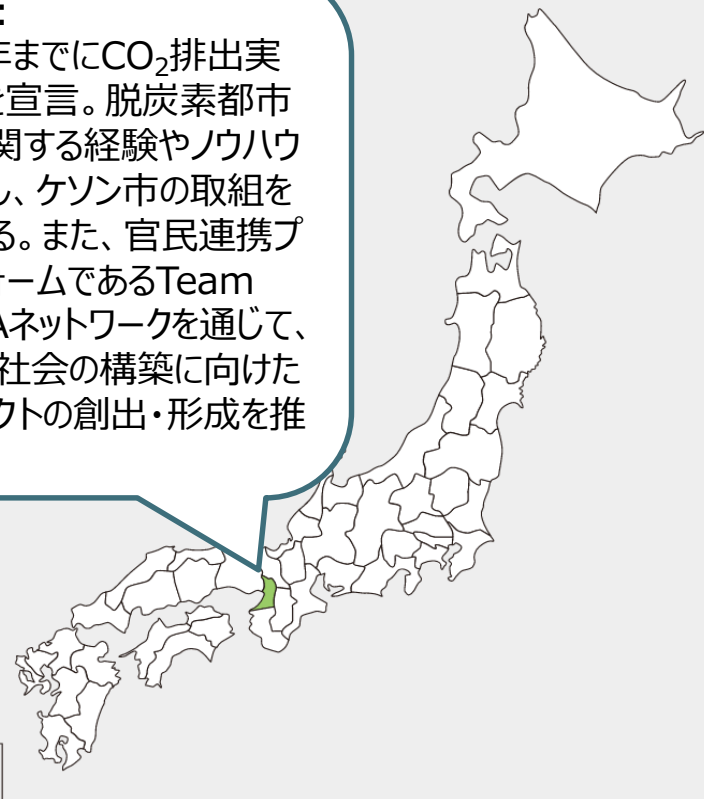 :
年までにCO₂排出実
を宣言。脱炭素都市
関する経験やノウハウ
し、ケソン市の取組を
る。また、官民連携プ
ォームであるTeam
Aネットワークを通じて、
社会の構築に向けた
クトの創出・形成を推